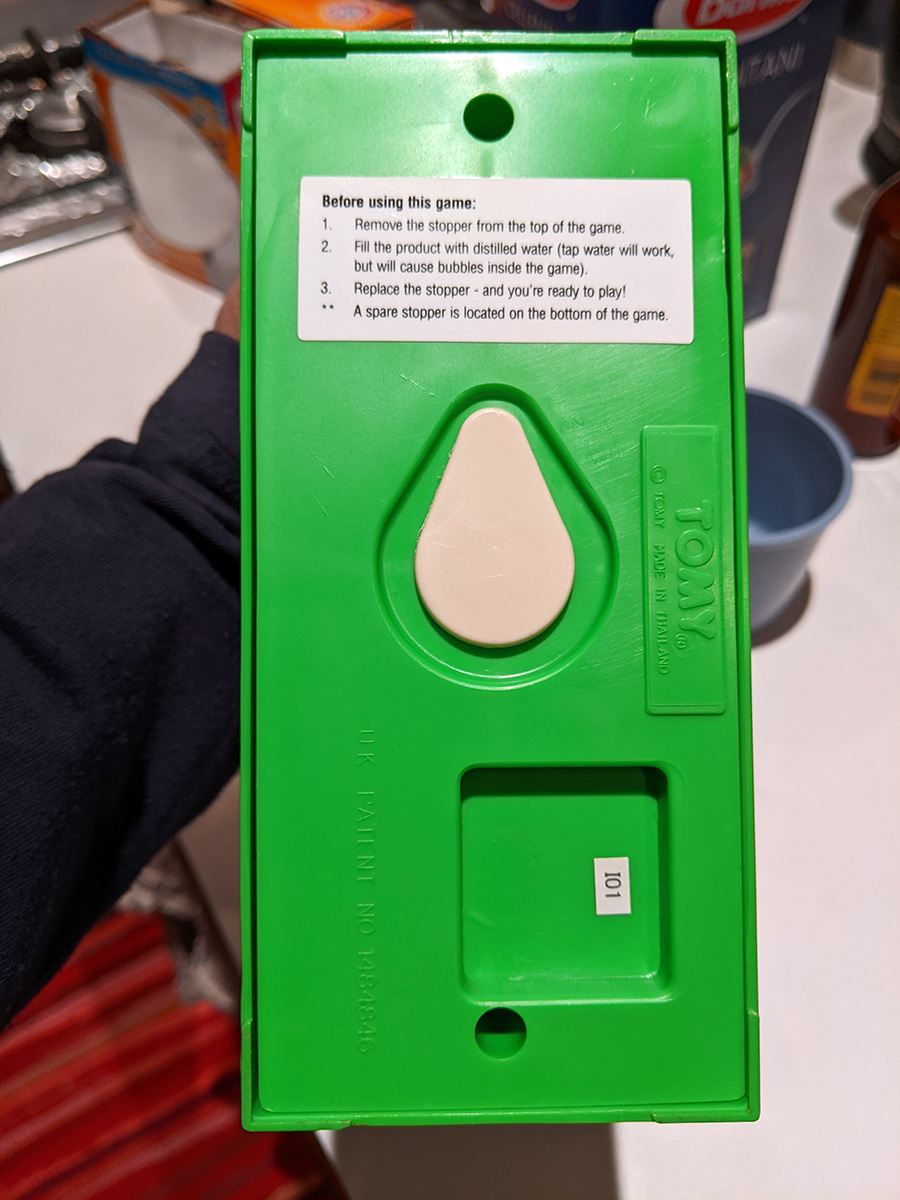 Before using this game:
1. Remove the stopper from the top of the game.
2. Fill the product with distilled water (tap water will work,
but will cause bubbles inside the game).
3. Replace the stopper - and you're ready to play!
** A spare stopper is located on the bottom of the game.
TOMY®
© TOMY MADE IN THAILAND
UK PATENT NO 1484846
I01